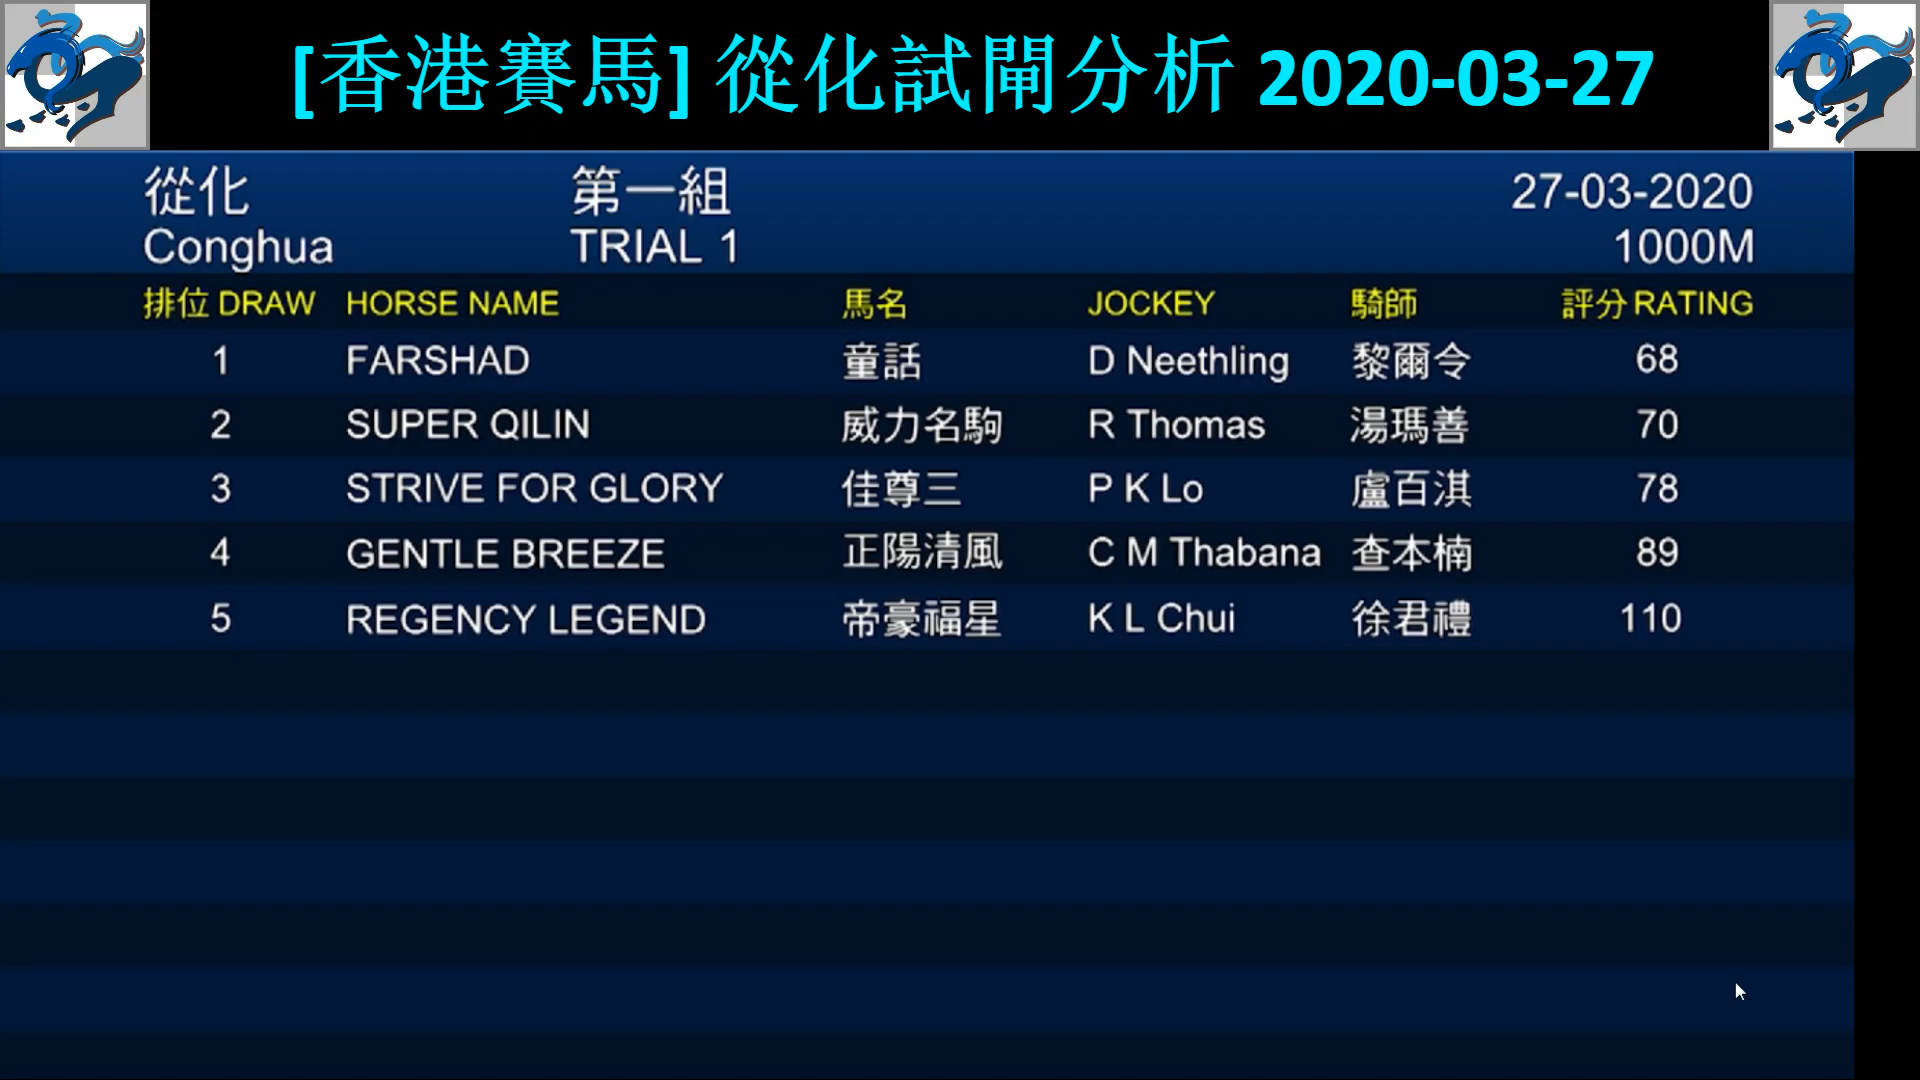 [香港賽馬] 從化試閘分析 2020-03-27
從化 第一組 27-03-2020
Conghua TRIAL 1 1000M
排位 DRAW HORSE NAME 馬名 JOCKEY 騎師 評分 RATING
1 FARSHAD 童話 D Neethling 黎爾令 68
2 SUPER QILIN 威力名駒 R Thomas 湯瑪善 70
3 STRIVE FOR GLORY 佳尊三 P K Lo 盧百淇 78
4 GENTLE BREEZE 正陽清風 C M Thabana 查本楠 89
5 REGENCY LEGEND 帝豪福星 K L Chui 徐君禮 110